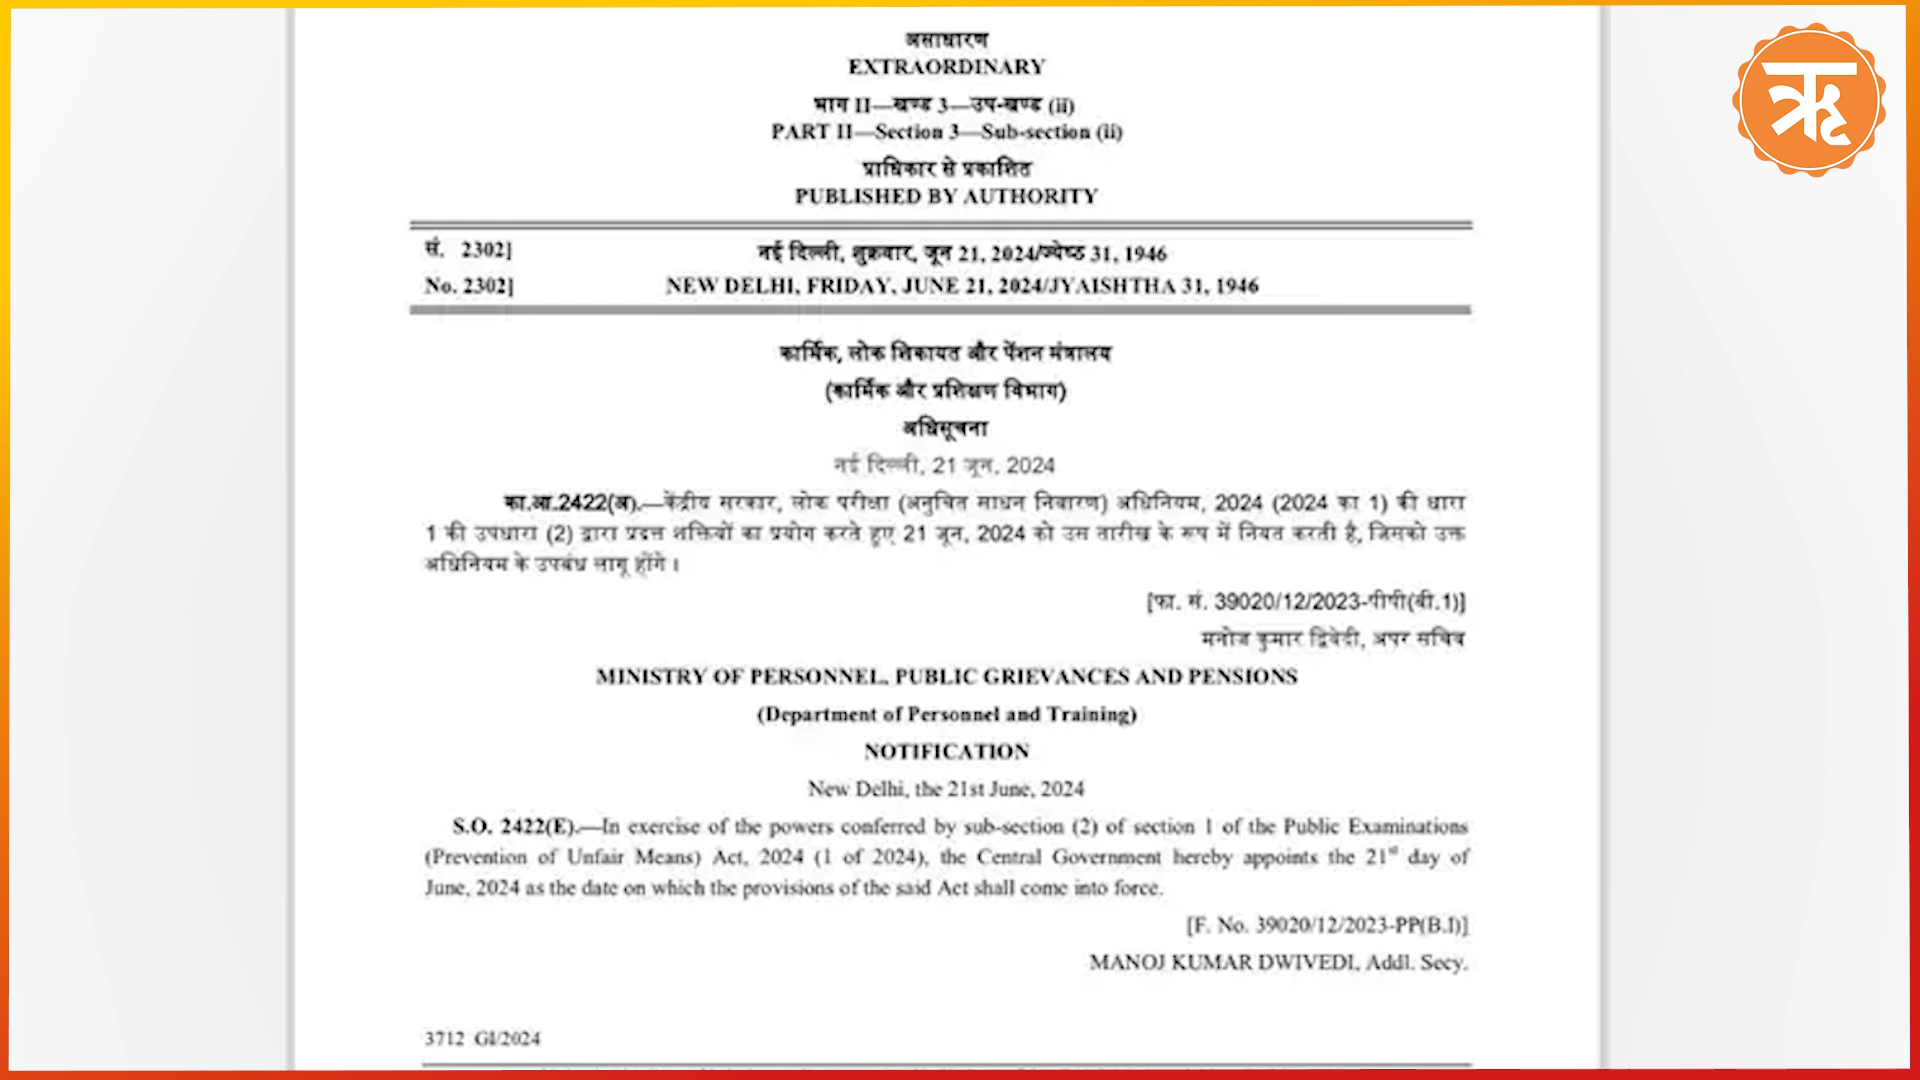 ऋ
असाधारण
EXTRAORDINARY
भाग II—खण्ड 3—उप-खण्ड (ii)
PART II—Section 3—Sub-section (ii)
प्राधिकार से प्रकाशित
PUBLISHED BY AUTHORITY
सं. 2302]
नई दिल्ली, शुक्रवार, जून 21, 2024/ज्येष्ठ 31, 1946
No. 2302]
NEW DELHI, FRIDAY, JUNE 21, 2024/JYAISHTHA 31, 1946
कार्मिक, लोक शिकायत और पेंशन मंत्रालय
(कार्मिक और प्रशिक्षण विभाग)
अधिसूचना
नई दिल्ली, 21 जून, 2024
का.आ.2422(अ).—केंद्रीय सरकार, लोक परीक्षा (अनुचित साधन निवारण) अधिनियम, 2024 (2024 का 1) की धारा
1 की उपधारा (2) द्वारा प्रदत्त शक्तियों का प्रयोग करते हुए 21 जून, 2024 को उस तारीख के रूप में नियत करती है, जिसको उक्त
अधिनियम के उपबंध लागू होंगे ।
[फा. सं. 39020/12/2023-पीपी(बी.1)]
मनोज कुमार द्विवेदी, अपर सचिव
MINISTRY OF PERSONNEL, PUBLIC GRIEVANCES AND PENSIONS
(Department of Personnel and Training)
NOTIFICATION
New Delhi, the 21st June, 2024
S.O. 2422(E).—In exercise of the powers conferred by sub-section (2) of section 1 of the Public Examinations
(Prevention of Unfair Means) Act, 2024 (1 of 2024), the Central Government hereby appoints the 21st day of
June, 2024 as the date on which the provisions of the said Act shall come into force.
[F. No. 39020/12/2023-PP(B.I)]
MANOJ KUMAR DWIVEDI, Addl. Secy.
3712 GI/2024